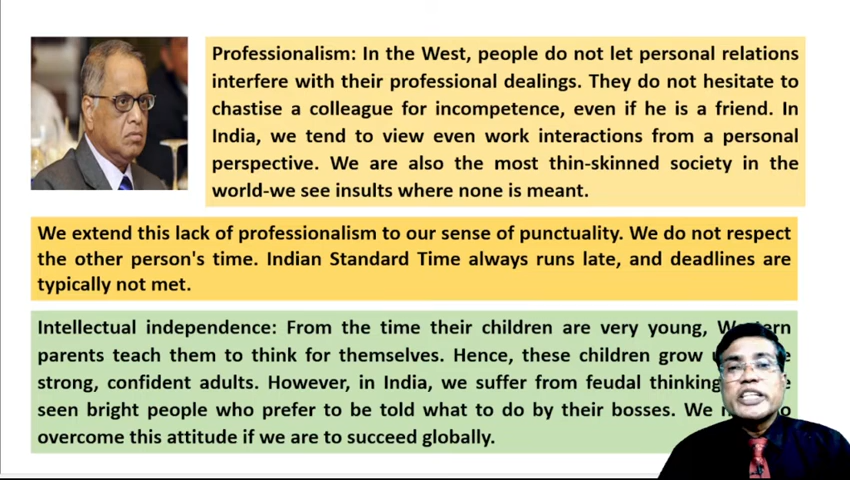 Professionalism: In the West, people do not let personal relations
interfere with their professional dealings. They do not hesitate to
chastise a colleague for incompetence, even if he is a friend. In
India, we tend to view even work interactions from a personal
perspective. We are also the most thin-skinned society in the
world-we see insults where none is meant.
We extend this lack of professionalism to our sense of punctuality. We do not respect
the other person's time. Indian Standard Time always runs late, and deadlines are
typically not met.
Intellectual independence: From the time their children are very young,
parents teach them to think for themselves. Hence, these children grow
strong, confident adults. However, in India, we suffer from feudal thinking
seen bright people who prefer to be told what to do by their bosses. We
overcome this attitude if we are to succeed globally.